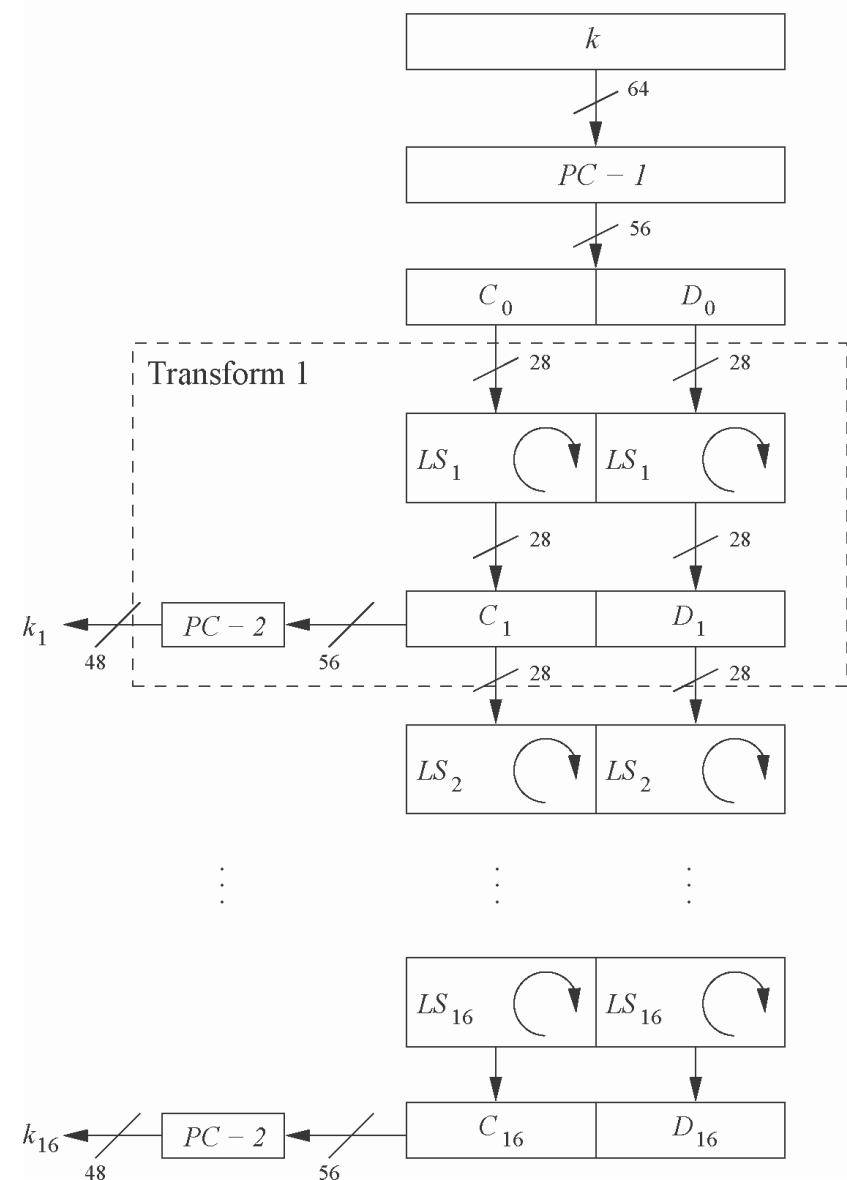 k
64
PC − 1
56
C0 D0
Transform 1
28 28
LS1 LS1
28 28
k1 48 PC − 2 56 C1 D1
28 28
LS2 LS2
LS16 LS16
k16 48 PC − 2 56 C16 D16